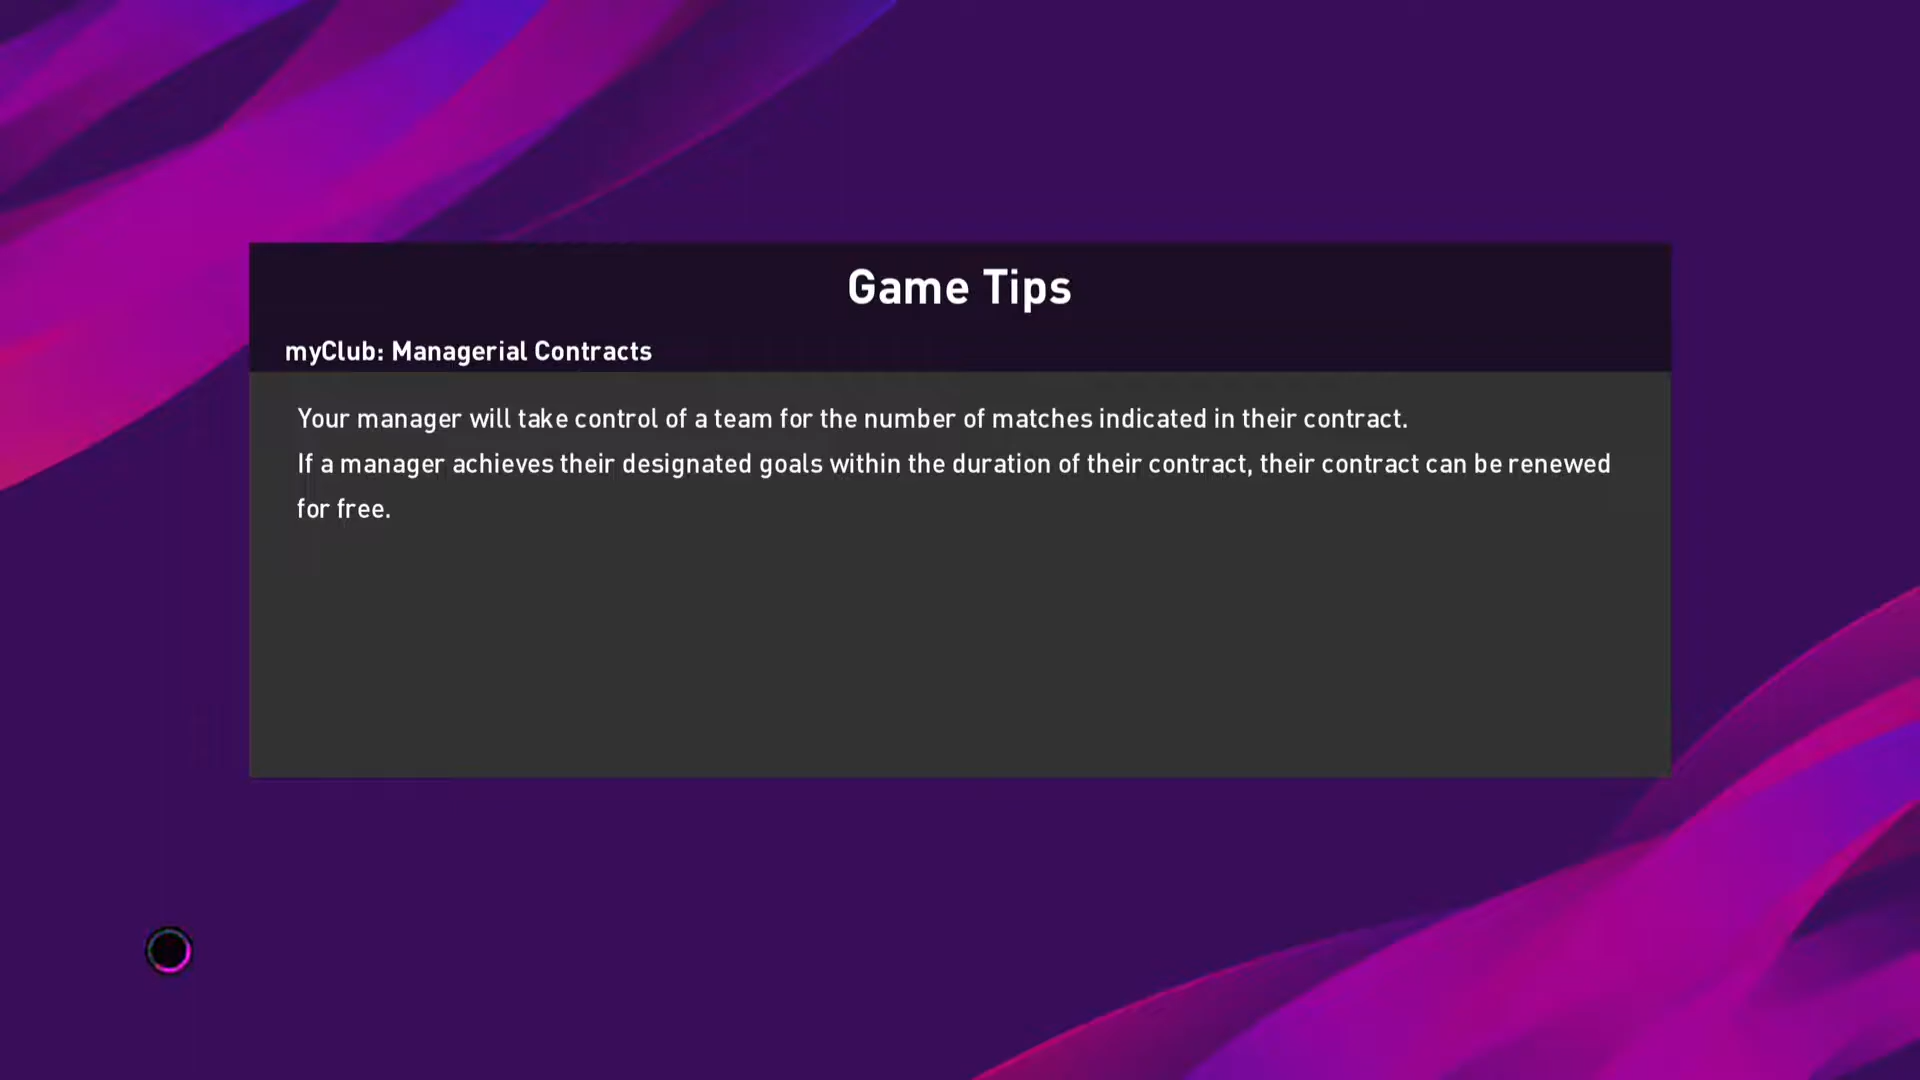 Game Tips
myClub: Managerial Contracts
Your manager will take control of a team for the number of matches indicated in their contract.
If a manager achieves their designated goals within the duration of their contract, their contract can be renewed
for free.